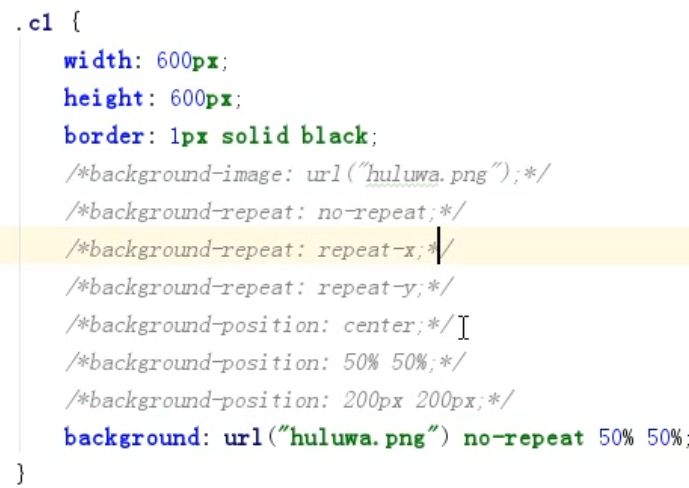 .c1 {
width: 600px;
height: 600px;
border: 1px solid black;
/*background-image: url("huluwa.png");*/
/*background-repeat: no-repeat;*/
/*background-repeat: repeat-x;*/
/*background-repeat: repeat-y;*/
/*background-position: center;*/
/*background-position: 50% 50%;*/
/*background-position: 200px 200px;*/
background: url("huluwa.png") no-repeat 50% 50%;
}